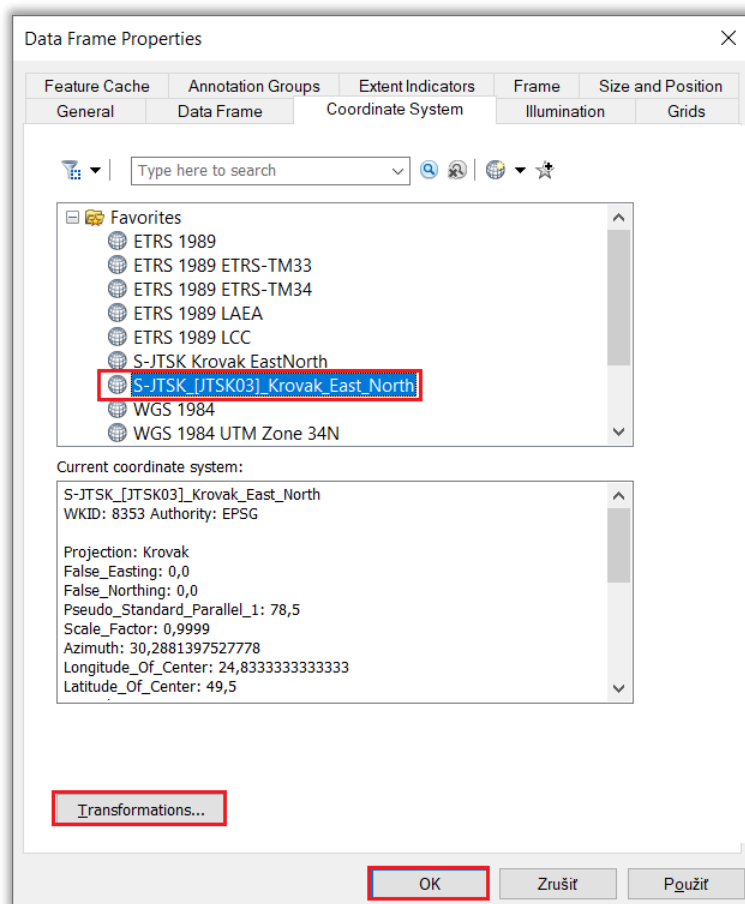 Data Frame Properties
Feature Cache Annotation Groups Extent Indicators Frame Size and Position
General Data Frame Coordinate System Illumination Grids
Type here to search
Favorites
ETRS 1989
ETRS 1989 ETRS-TM33
ETRS 1989 ETRS-TM34
ETRS 1989 LAEA
ETRS 1989 LCC
S-JTSK Krovak EastNorth
S-JTSK_[JTSK03]_Krovak_East_North
WGS 1984
WGS 1984 UTM Zone 34N
Current coordinate system:
S-JTSK_[JTSK03]_Krovak_East_North
WKID: 8353 Authority: EPSG
Projection: Krovak
False_Easting: 0,0
False_Northing: 0,0
Pseudo_Standard_Parallel_1: 78,5
Scale_Factor: 0,9999
Azimuth: 30,2881397527778
Longitude_Of_Center: 24,8333333333333
Latitude_Of_Center: 49,5
Transformations...
OK Zrušiť Použiť